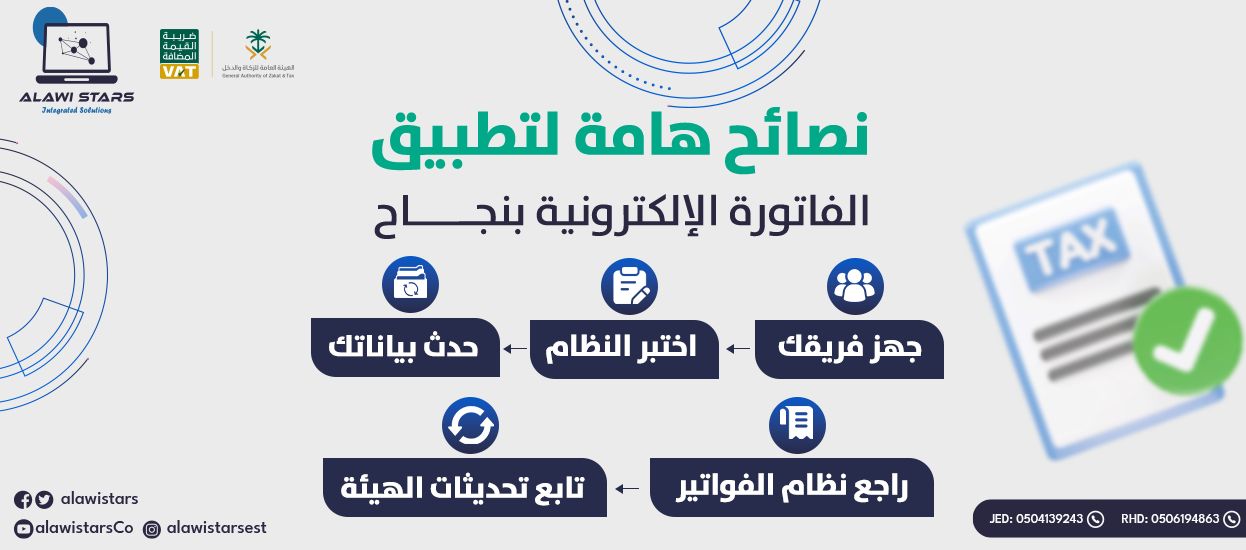 ALAWI STARS
Integrated Solutions
ضريبة
القيمة
المضافة
VAT
الهيئة العامة للزكاة والدخل
General Authority of Zakat & Tax
نصائح هامة لتطبيق
الفاتورة الإلكترونية بنجـــــــاح
TAX
جهز فريقك
اختبر النظام
حدث بياناتك
راجع نظام الفواتير
تابع تحديثات الهيئة
alawistars
alawistarsCo
alawistarsest
JED: 0504139243
RHD: 0506194863